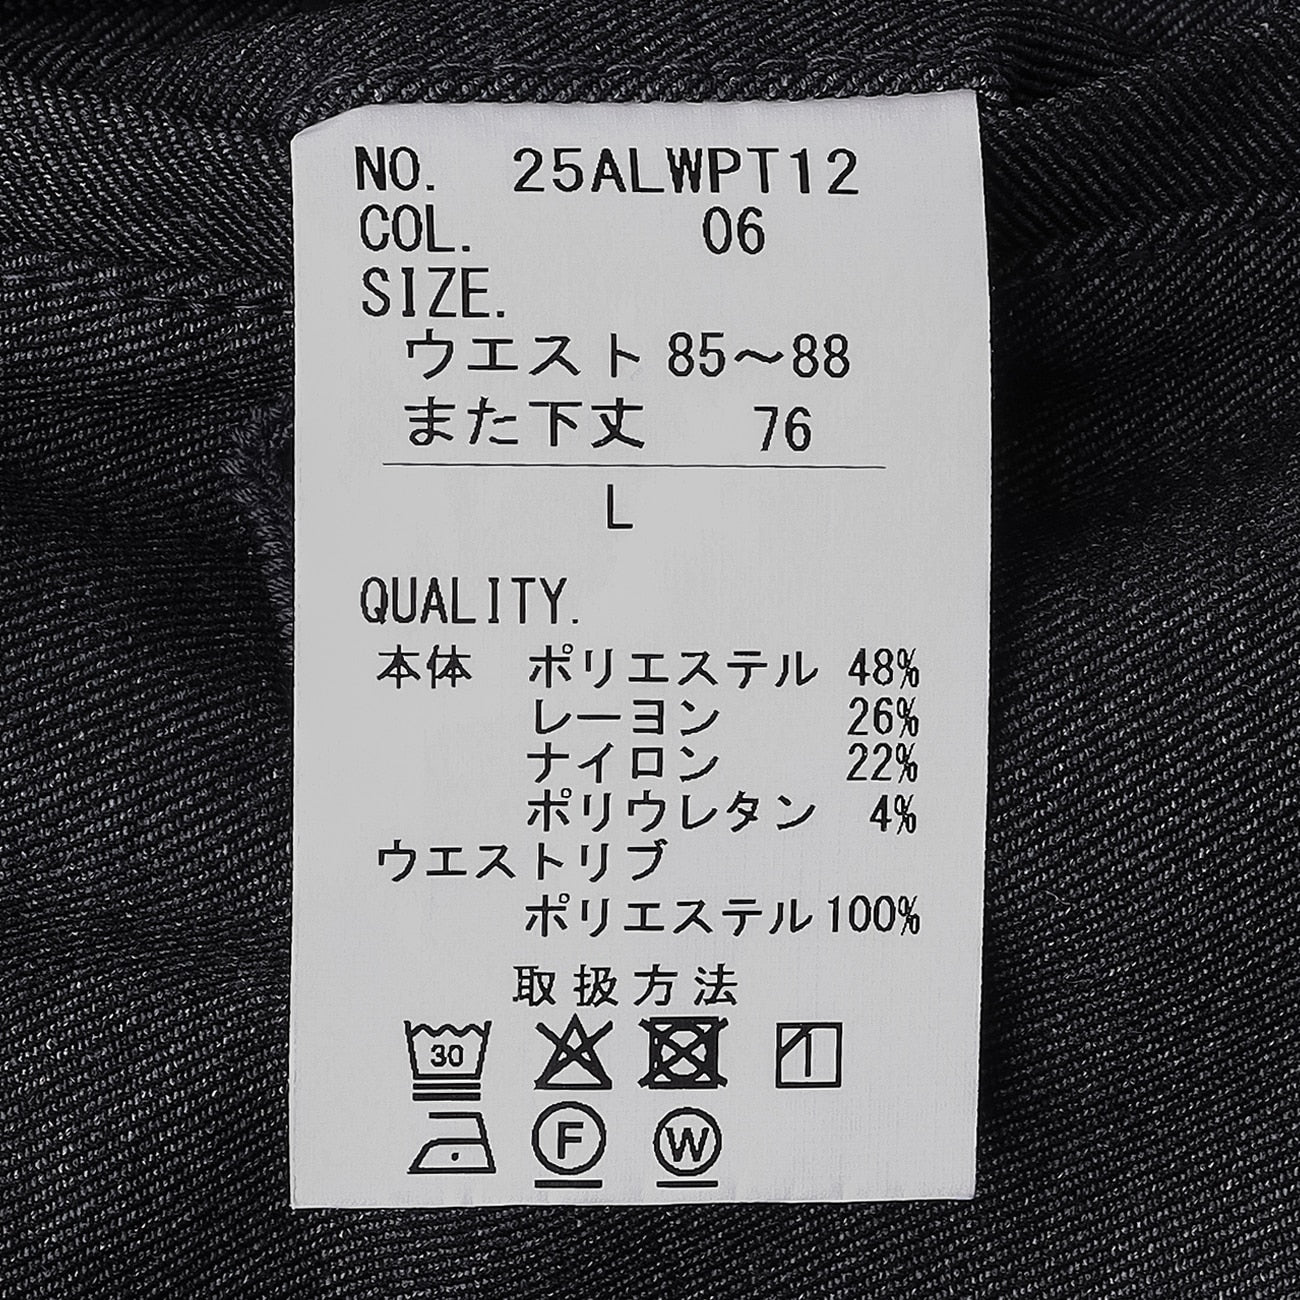 NO. 25ALWPT12
COL. 06
SIZE.
ウエスト 85〜88
また下丈 76
L
QUALITY.
本体 ポリエステル 48%
レーヨン 26%
ナイロン 22%
ポリウレタン 4%
ウエストリブ
ポリエステル 100%
取扱方法
30
F W